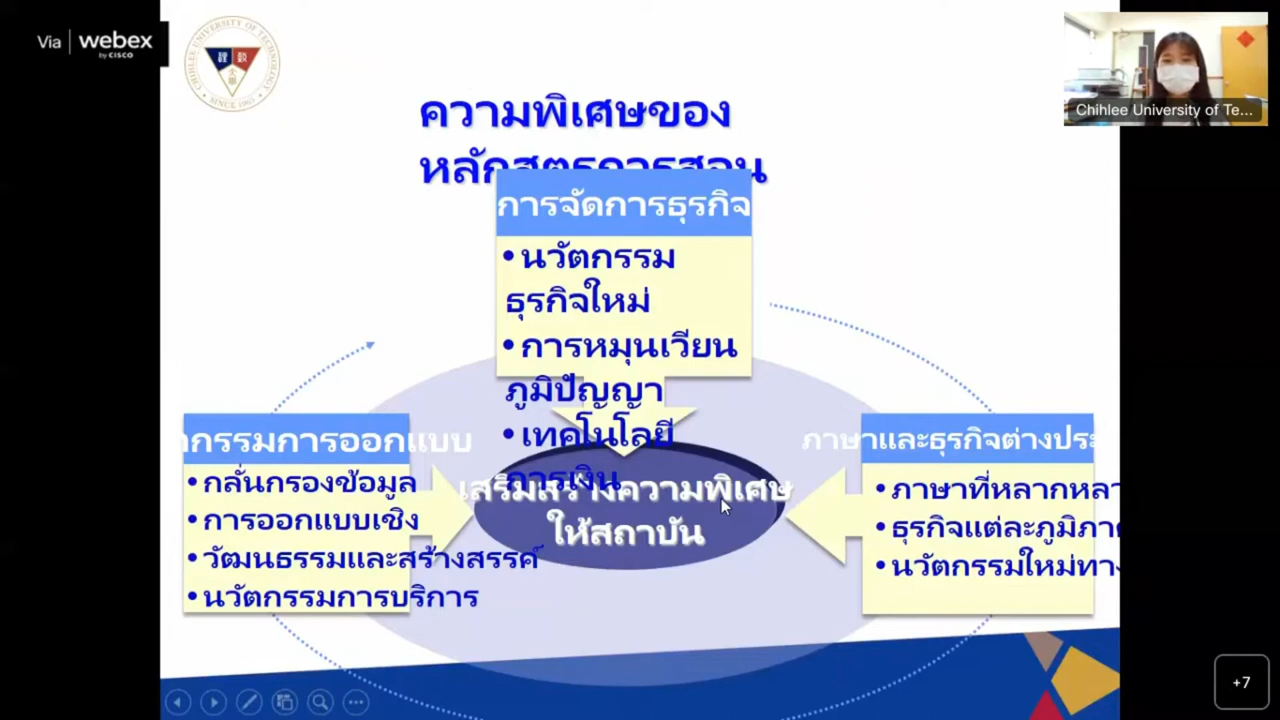 Via webex
by CISCO
CHIHLEE UNIVERSITY OF TECHNOLOGY
SINCE 1965
Chihlee University of Te...
ความพิเศษของ
หลักสูตรการสอน
การจัดการธุรกิจ
•นวัตกรรม
ธุรกิจใหม่
•การหมุนเวียน
ภูมิปัญญา
•เทคโนโลยี
การเงิน
กรรมการออกแบบ
•กลั่นกรองข้อมูล
•การออกแบบเชิง
•วัฒนธรรมและสร้างสรรค์
•นวัตกรรมการบริการ
เสริมสร้างความพิเศษ
ให้สถาบัน
ภาษาและธุรกิจต่างประ
•ภาษาที่หลากหลา
•ธุรกิจแต่ละภูมิภาค
•นวัตกรรมใหม่ทาง
+7